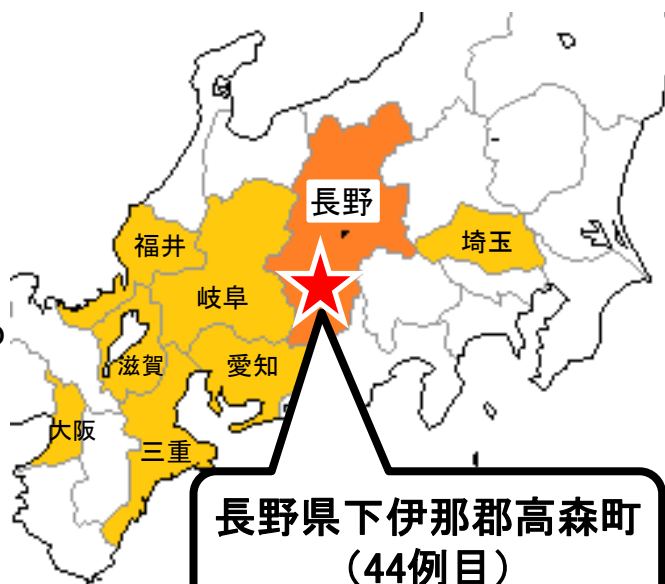 長野
福井
埼玉
岐阜
滋賀
愛知
大阪
三重
長野県下伊那郡高森町
（44例目）